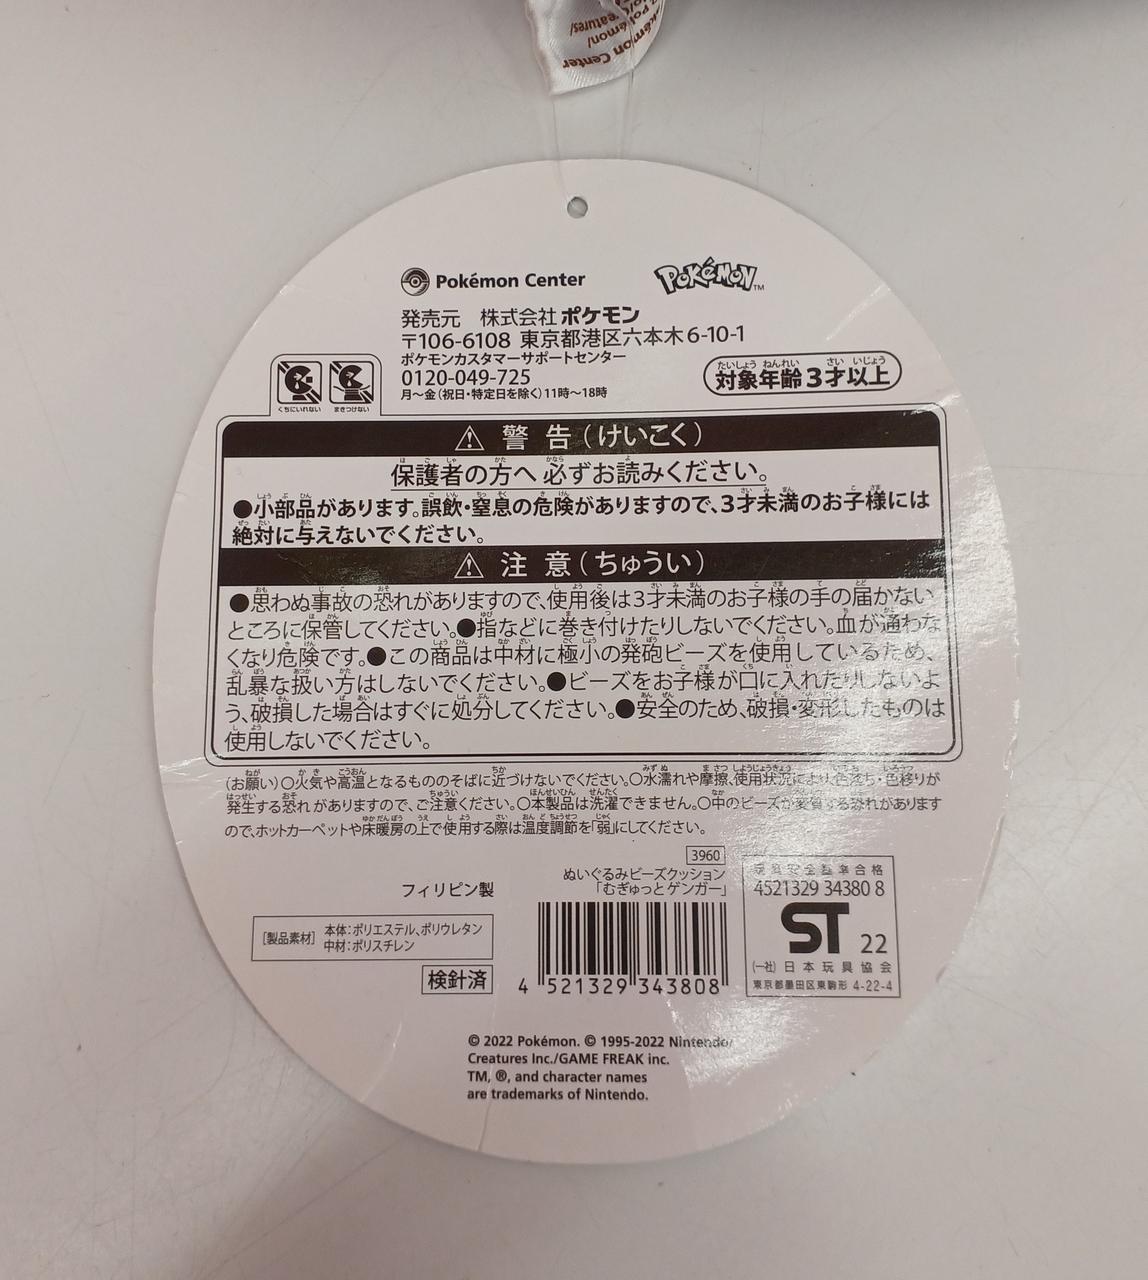 Pokémon Center
Pokémon Center
POKéMON TM
発売元 株式会社ポケモン
〒106-6108 東京都港区六本木6-10-1
ポケモンカスタマーサポートセンター
0120-049-725
月〜金(祝日・特定日を除く)11時〜18時
対象年齢3才以上
くちにいれない
まきつけない
⚠ 警告(けいこく)
保護者の方へ 必ずお読みください。
●小部品があります。誤飲・窒息の危険がありますので、3才未満のお子様には
絶対に与えないでください。
⚠ 注意(ちゅうい)
●思わぬ事故の恐れがありますので、使用後は3才未満のお子様の手の届かない
ところに保管してください。●指などに巻き付けたりしないでください。血が通わな
くなり危険です。●この商品は中材に極小の発砲ビーズを使用しているため、
乱暴な扱い方はしないでください。●ビーズをお子様が口に入れたりしないよ
う、破損した場合はすぐに処分してください。●安全のため、破損・変形したものは
使用しないでください。
(お願い)○火気や高温となるもののそばに近づけないでください。○水濡れや摩擦、使用状況により、色落ち・色移りが
発生する恐れがありますので、ご注意ください。○本製品は洗濯できません。○中のビーズが変質する恐れがあります
ので、ホットカーペットや床暖房の上で使用する際は温度調節を「弱」にしてください。
3960
ぬいぐるみビーズクッション
「むぎゅっとゲンガー」
フィリピン製
[製品素材] 本体:ポリエステル、ポリウレタン
中材:ポリスチレン
検針済
4 521329 343808
玩具安全基準合格
4521329 34380 8
ST 22
(一社)日本玩具協会
東京都墨田区東駒形 4-22-4
© 2022 Pokémon. © 1995-2022 Nintendo/
Creatures Inc./GAME FREAK inc.
TM, ®, and character names
are trademarks of Nintendo.